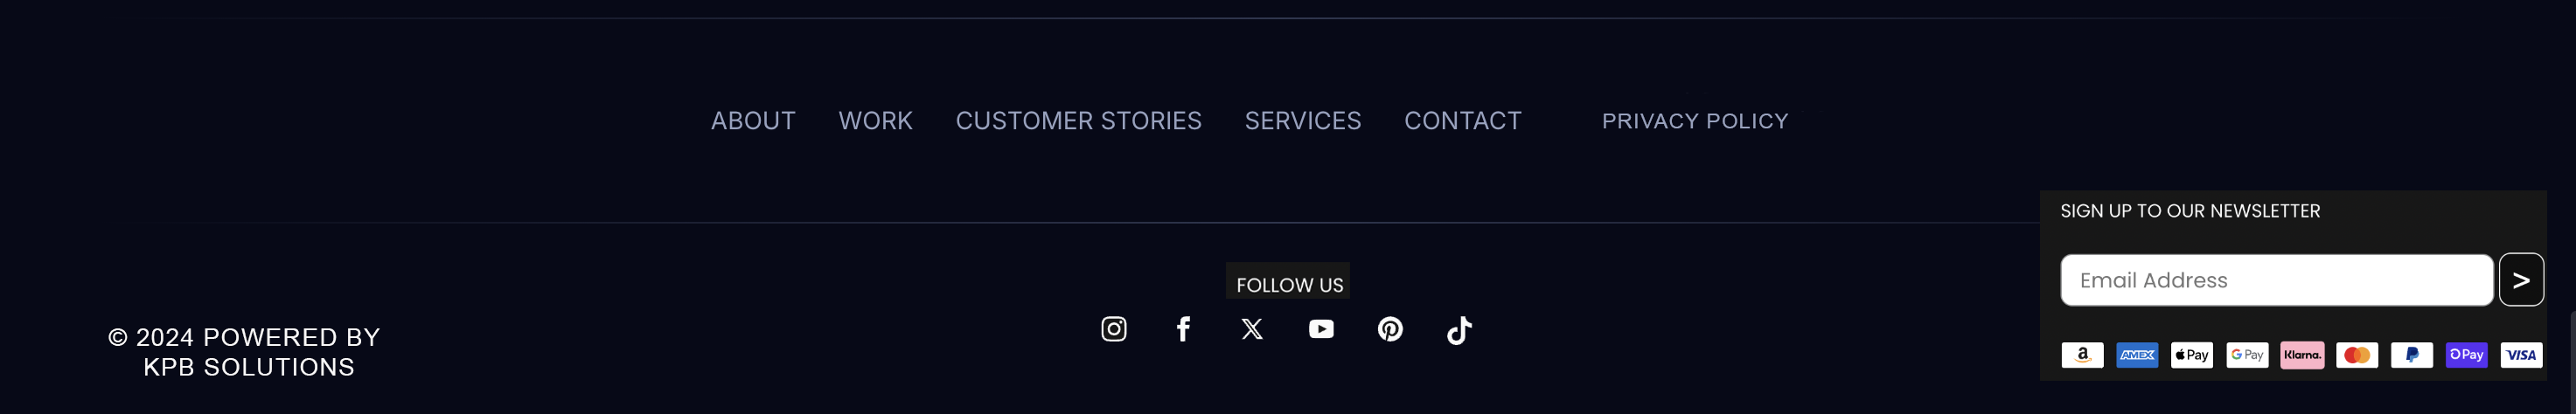 ABOUT WORK CUSTOMER STORIES SERVICES CONTACT PRIVACY POLICY
SIGN UP TO OUR NEWSLETTER
Email Address >
FOLLOW US
© 2024 POWERED BY
KPB SOLUTIONS
a AMEX Pay G Pay Klarna. P Pay VISA